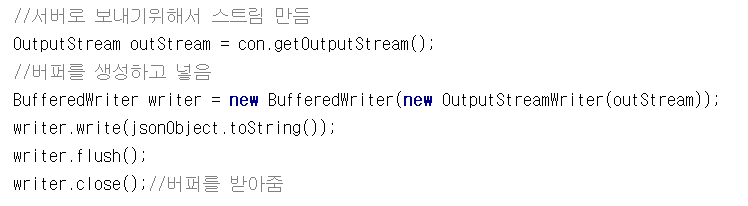 //서버로 보내기위해서 스트림 만듬
OutputStream outStream = con.getOutputStream();
//버퍼를 생성하고 넣음
BufferedWriter writer = new BufferedWriter(new OutputStreamWriter(outStream));
writer.write(jsonObject.toString());
writer.flush();
writer.close();//버퍼를 받아줌